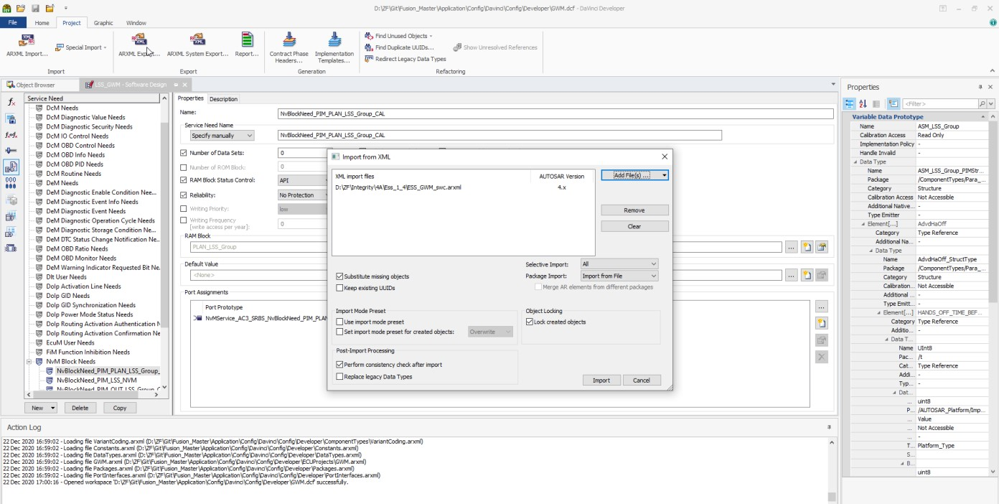 D:\ZF\Git\Fusion_Master\Application\Config\Davinci\Config\Developer\GWM.dcf - DaVinci Developer
File Home Project Graphic Window
ARXML Import... Special Import
ARXML Export... ARXML System Export... Report...
Contract Phase Headers... Implementation Templates...
Find Unused Objects
Find Duplicate UUIDs... Show Unresolved References
Redirect Legacy Data Types
Import Export Generation Refactoring
Object Browser LSS_GWM - Software Design
Service Need
DcM Needs
DcM Diagnostic Value Needs
DcM Diagnostic Security Needs
DcM IO Control Needs
DcM OBD Control Needs
DcM OBD Info Needs
DcM OBD PID Needs
DcM Routine Needs
DeM Needs
DeM Diagnostic Enable Condition Nee...
DeM Diagnostic Event Info Needs
DeM Diagnostic Event Needs
DeM Diagnostic Operation Cycle Needs
DeM Diagnostic Storage Condition Ne...
DeM DTC Status Change Notification Ne...
DeM OBD Ratio Needs
DeM OBD Monitor Needs
DeM Warning Indicator Requested Bit Ne...
Dlt User Needs
DoIp Activation Line Needs
DoIp GID Needs
DoIp GID Synchronization Needs
DoIp Power Mode Status Needs
DoIp Routing Activation Authentication N
DoIp Routing Activation Confirmation Ne
EcuM User Needs
FiM Function Inhibition Needs
NvM Block Needs
NvBlockNeed_PIM_PLAN_LSS_Group_
NvBlockNeed_PIM_LSS_NVM
NvBlockNeed_PIM_OUT_LSS_Group_C
New Delete Copy
Properties Description
Name: NvBlockNeed_PIM_PLAN_LSS_Group_CAL
Service Need Name
Specify manually NvBlockNeed_PIM_PLAN_LSS_Group_CAL
Number of Data Sets: 0
Number of ROM Block: 0
RAM Block Status Control: API
Reliability: No Protection
Writing Priority: low
Writing Frequency
[write access per year]: 0
RAM Block
PLAN_LSS_Group
...
Default Value
<None>
...
Port Assignments
Port Prototype
NvMService_AC3_SRBS_NvBlockNeed_PIM_PLAN
...
Import from XML
XML import files AUTOSAR Version
D:\ZF\Integrity\4A\Ess_1_4\ESS_GWM_swc.arxml 4.x
Add File(s) ...
Remove
Clear
Selective Import: All
Package Import: Import from File
Merge AR elements from different packages
Substitute missing objects
Keep existing UUIDs
Import Mode Preset
Use import mode preset
Set import mode preset for created objects: Overwrite
Object Locking
Lock created objects
Post-Import Processing
Perform consistency check after import
Replace legacy Data Types
Import Cancel
Properties
<Filter>
Variable Data Prototype
Name ASM_LSS_Group
Calibration Access Read Only
Implementation Policy -
Handle Invalid -
Data Type
Name ASM_LSS_Group_PIMStr...
Package /ComponentTypes/Para_...
Category Structure
Calibration Access Not Accessible
Additional Native... -
Type Emitter -
Element[...] AdvdHaOff
Category Type Reference
Additional Na... -
Data Type
Name AdvdHaOff_StructType
Package /ComponentTypes/Para_...
Category Structure
Calibration... Not Accessible
Additional ... -
Type Emitt... -
Element[...] HANDS_OFF_TIME_BEF...
Category Type Reference
Additio... -
Data T...
Name UInt8
Pac... /t
Cat... Type Reference
Addi... -
Typ... -
Dat...
... uint8
P... /AUTOSAR_Platform/Imp...
... Value
... Not Accessible
... -
T... Platform_Type
S...
B...
uint8
Action Log
22 Dec 2020 16:59:02 - Loading file VariantCoding.arxml (D:\ZF\Git\Fusion_Master\Application\Config\Davinci\Config\Developer\ComponentTypes\VariantCoding.arxml)
22 Dec 2020 16:59:02 - Loading file Constants.arxml (D:\ZF\Git\Fusion_Master\Application\Config\Davinci\Config\Developer\Constants.arxml)
22 Dec 2020 16:59:02 - Loading file DataTypes.arxml (D:\ZF\Git\Fusion_Master\Application\Config\Davinci\Config\Developer\DataTypes.arxml)
22 Dec 2020 16:59:02 - Loading file GWM.arxml (D:\ZF\Git\Fusion_Master\Application\Config\Davinci\Config\Developer\ECUProjects\GWM.arxml)
22 Dec 2020 16:59:02 - Loading file Packages.arxml (D:\ZF\Git\Fusion_Master\Application\Config\Davinci\Config\Developer\Packages.arxml)
22 Dec 2020 16:59:02 - Loading file PortInterfaces.arxml (D:\ZF\Git\Fusion_Master\Application\Config\Davinci\Config\Developer\PortInterfaces.arxml)
22 Dec 2020 17:00:16 - Opened workspace 'D:\ZF\Git\Fusion_Master\Application\Config\Davinci\Config\Developer\GWM.dcf' successfully.